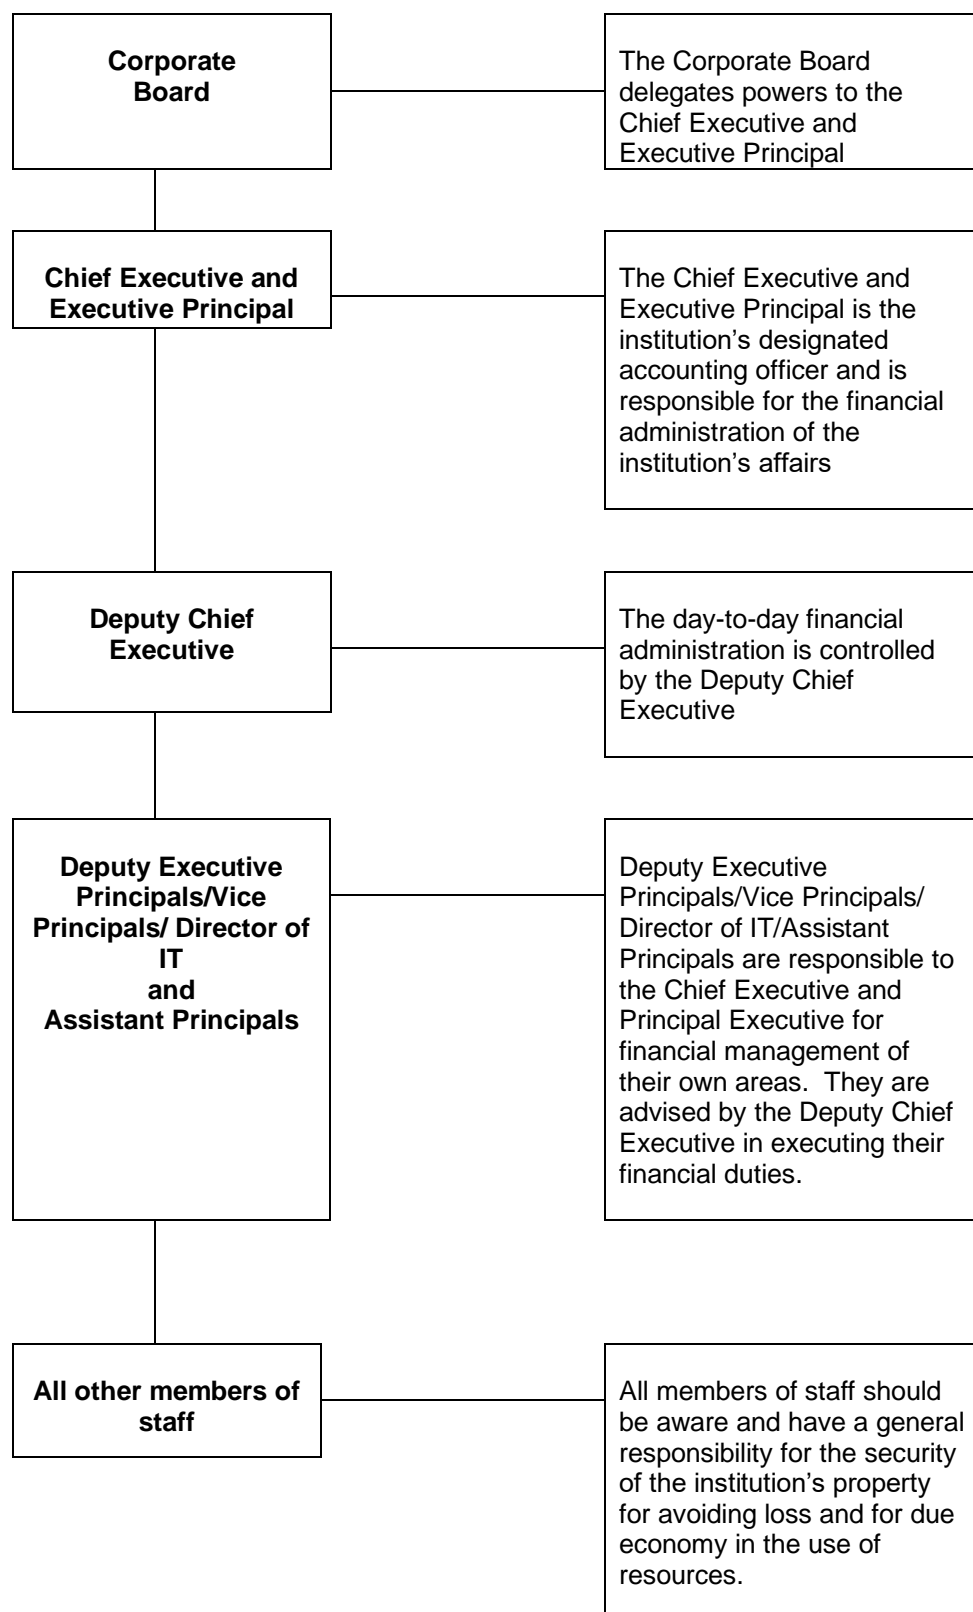 Corporate
Board
The Corporate Board
delegates powers to the
Chief Executive and
Executive Principal
Chief Executive and
Executive Principal
The Chief Executive and
Executive Principal is the
institution’s designated
accounting officer and is
responsible for the financial
administration of the
institution’s affairs
Deputy Chief
Executive
The day-to-day financial
administration is controlled
by the Deputy Chief
Executive
Deputy Executive
Principals/Vice
Principals/ Director of
IT
and
Assistant Principals
Deputy Executive
Principals/Vice Principals/
Director of IT/Assistant
Principals are responsible to
the Chief Executive and
Principal Executive for
financial management of
their own areas.  They are
advised by the Deputy Chief
Executive in executing their
financial duties.
All other members of
staff
All members of staff should
be aware and have a general
responsibility for the security
of the institution’s property
for avoiding loss and for due
economy in the use of
resources.